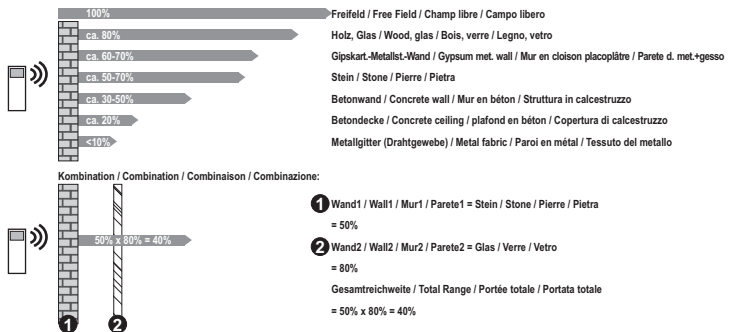 100% Freifeld / Free Field / Champ libre / Campo libero
ca. 80% Holz, Glas / Wood, glas / Bois, verre / Legno, vetro
ca. 60-70% Gipskart.-Metallst.-Wand / Gypsum met. wall / Mur en cloison placoplâtre / Parete d. met.+gesso
ca. 50-70% Stein / Stone / Pierre / Pietra
ca. 30-50% Betonwand / Concrete wall / Mur en béton / Struttura in calcestruzzo
ca. 20% Betondecke / Concrete ceiling / plafond en béton / Copertura di calcestruzzo
<10% Metallgitter (Drahtgewebe) / Metal fabric / Paroi en métal / Tessuto del metallo
Kombination / Combination / Combinaison / Combinazione:
1 Wand1 / Wall1 / Mur1 / Parete1 = Stein / Stone / Pierre / Pietra
= 50%
50% x 80% = 40%
2 Wand2 / Wall2 / Mur2 / Parete2 = Glas / Verre / Vetro
= 80%
Gesamtreichweite / Total Range / Portée totale / Portata totale
= 50% x 80% = 40%
1 2